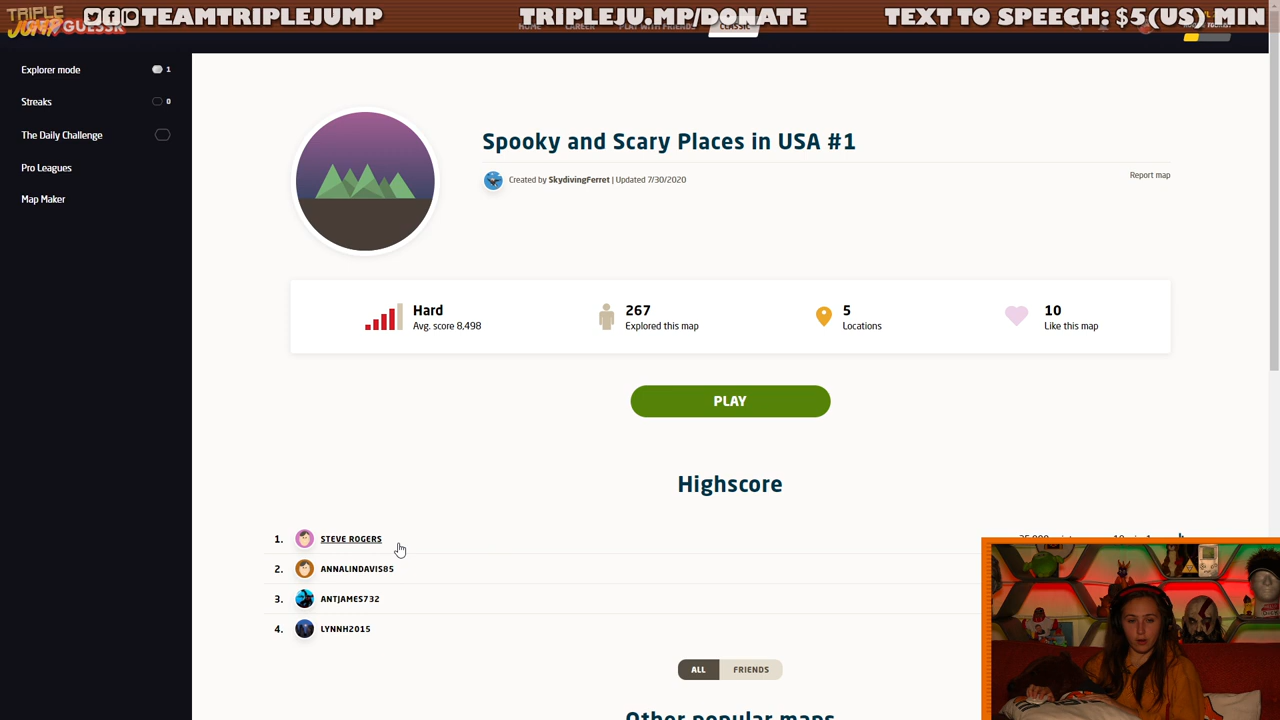 TRIPLE JUMP
TEAMTRIPLEJUMP
TRIPLEJU.MP/DONATE
TEXT TO SPEECH: $5(US) MIN
Explorer mode
1
Streaks
0
The Daily Challenge
Pro Leagues
Map Maker
Spooky and Scary Places in USA #1
Created by SkydivingFerret | Updated 7/30/2020
Report map
Hard
Avg. score 8,498
267
Explored this map
5
Locations
10
Like this map
PLAY
Highscore
1. STEVE ROGERS
2. ANNALINDAVIS85
3. ANTJAMES732
4. LYNNH2015
ALL
FRIENDS
Other popular maps